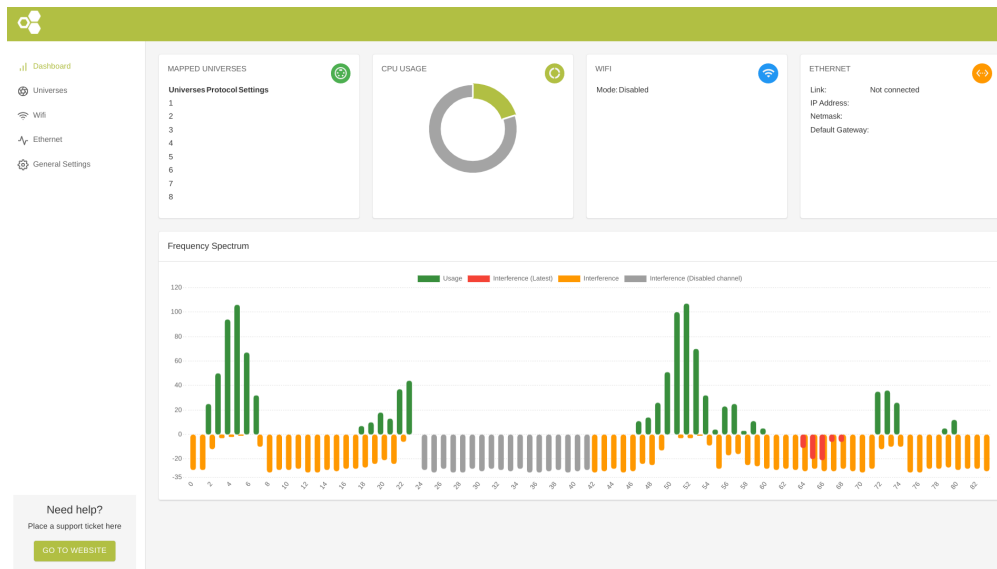 Dashboard
Universes
Wifi
Ethernet
General Settings
MAPPED UNIVERSES
Universes Protocol Settings
1
2
3
4
5
6
7
8
CPU USAGE
WIFI
Mode: Disabled
ETHERNET
Link: Not connected
IP Address:
Netmask:
Default Gateway:
Frequency Spectrum
Usage Interference (Latest) Interference Interference (Disabled channel)
120
100
80
60
40
20
0
-20
-35
0 2 4 6 8 10 12 14 16 18 20 22 24 26 28 30 32 34 36 38 40 42 44 46 48 50 52 54 56 58 60 62 64 66 68 70 72 74 76 78 80 82
Need help?
Place a support ticket here
GO TO WEBSITE